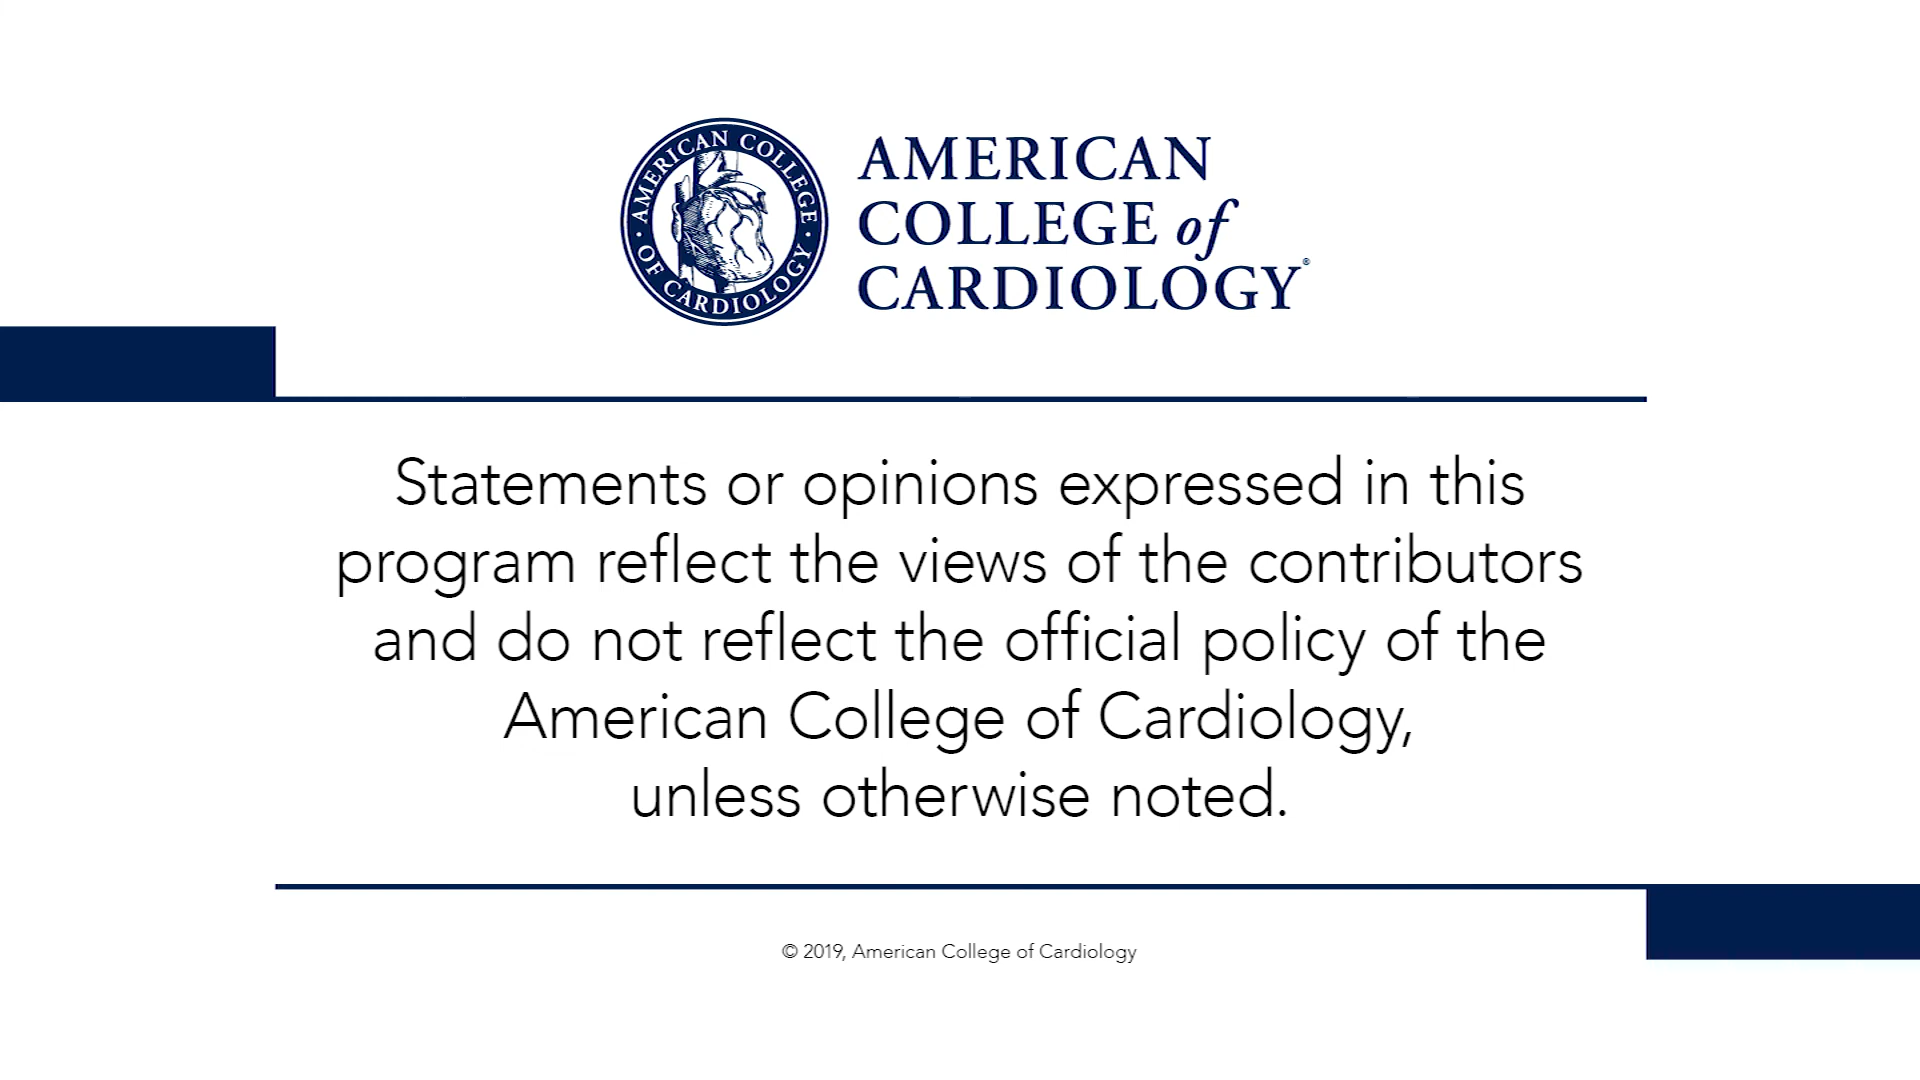 AMERICAN COLLEGE
· OF CARDIOLOGY ·
AMERICAN
COLLEGE of
CARDIOLOGY®
Statements or opinions expressed in this
program reflect the views of the contributors
and do not reflect the official policy of the
American College of Cardiology,
unless otherwise noted.
© 2019, American College of Cardiology